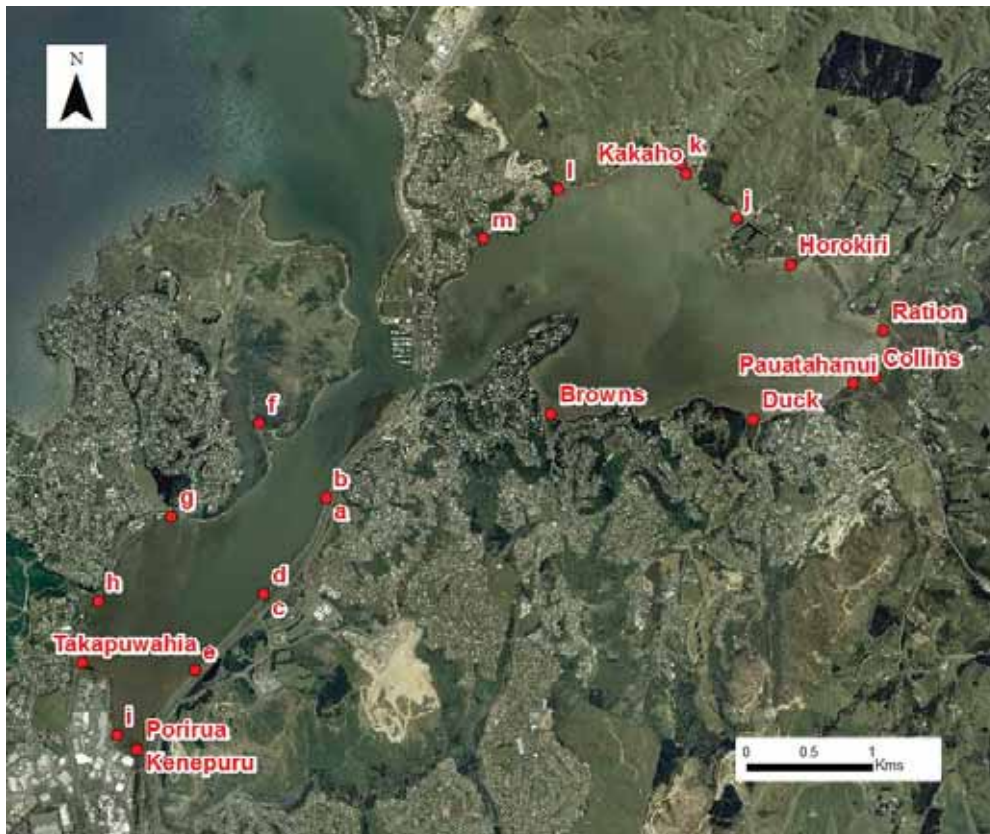 N
Kakaho
k
l
j
m
Horokiri
Ration
Pauatahanui
Collins
Browns
Duck
f
b
a
g
d
c
h
Takapuwahia
e
i
Porirua
Kenepuru
0 0.5 1
Kms